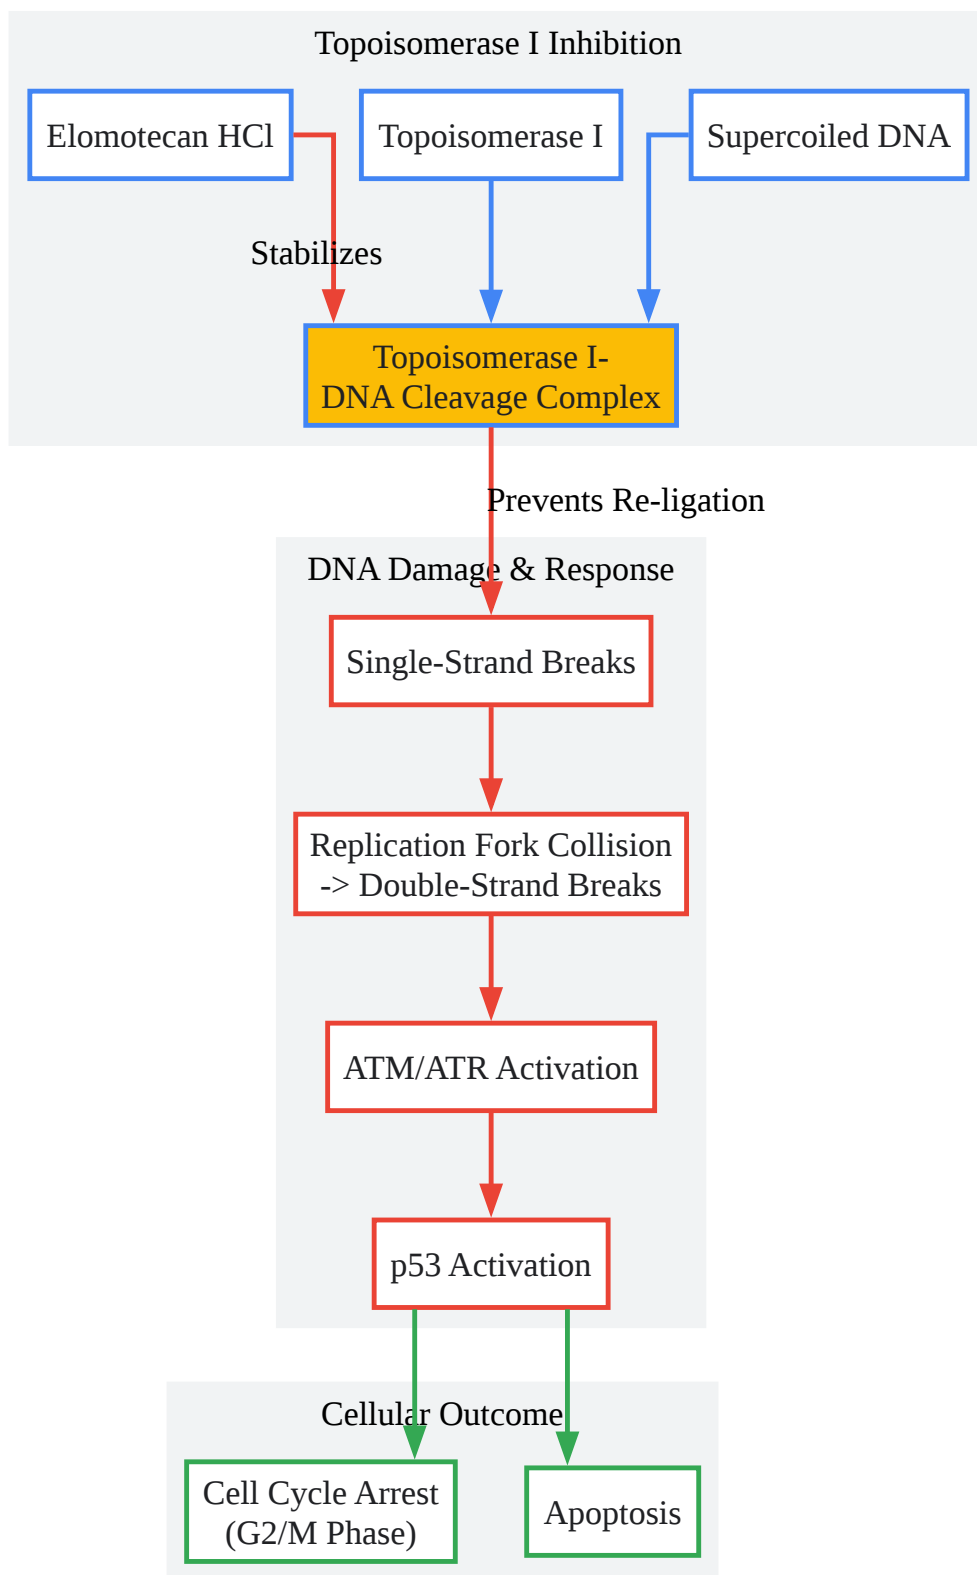 Topoisomerase I Inhibition
Elomotecan HCl
Topoisomerase I
Supercoiled DNA
Stabilizes
Topoisomerase I-
DNA Cleavage Complex
Prevents Re-ligation
DNA Damage & Response
Single-Strand Breaks
Replication Fork Collision
-> Double-Strand Breaks
ATM/ATR Activation
p53 Activation
Cellular Outcome
Cell Cycle Arrest
(G2/M Phase)
Apoptosis